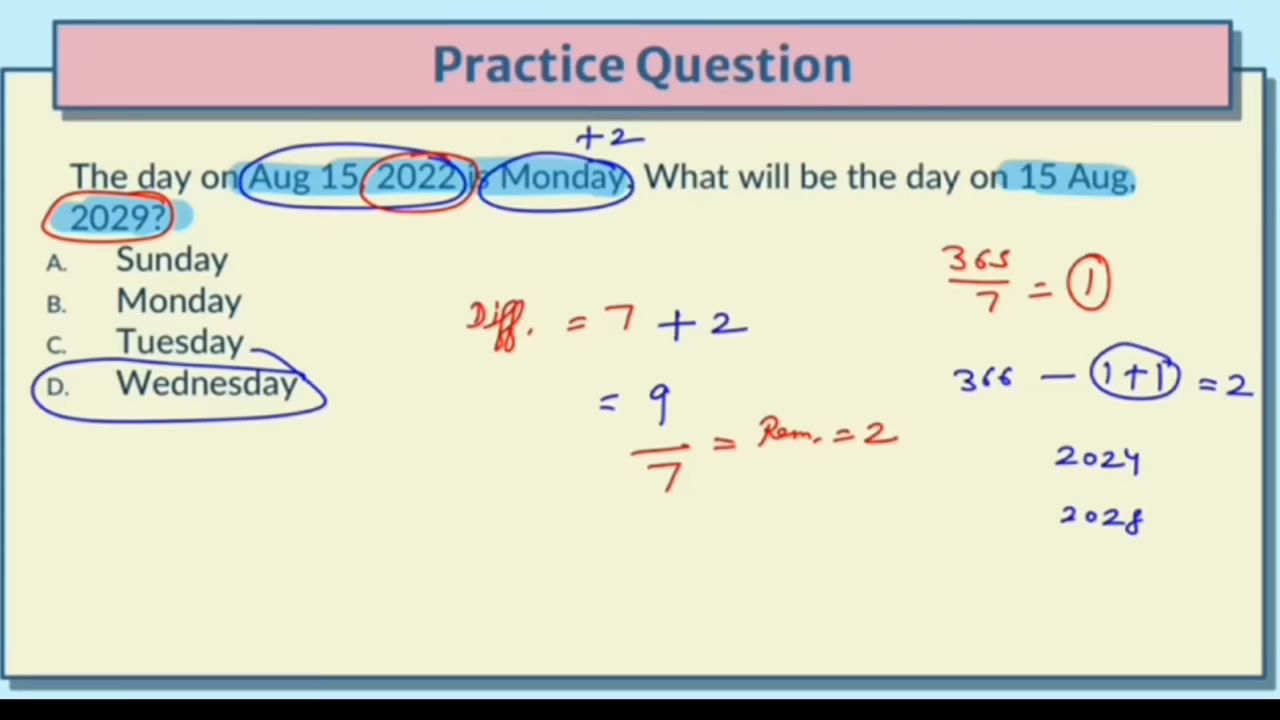 Practice Question
+2
The day on Aug 15, 2022 is Monday. What will be the day on 15 Aug,
2029?
A. Sunday
B. Monday
C. Tuesday
D. Wednesday
Diff. = 7 + 2
= 9
/7 = Rem. = 2
365/7 = 1
366 - 1+1 = 2
2024
2028